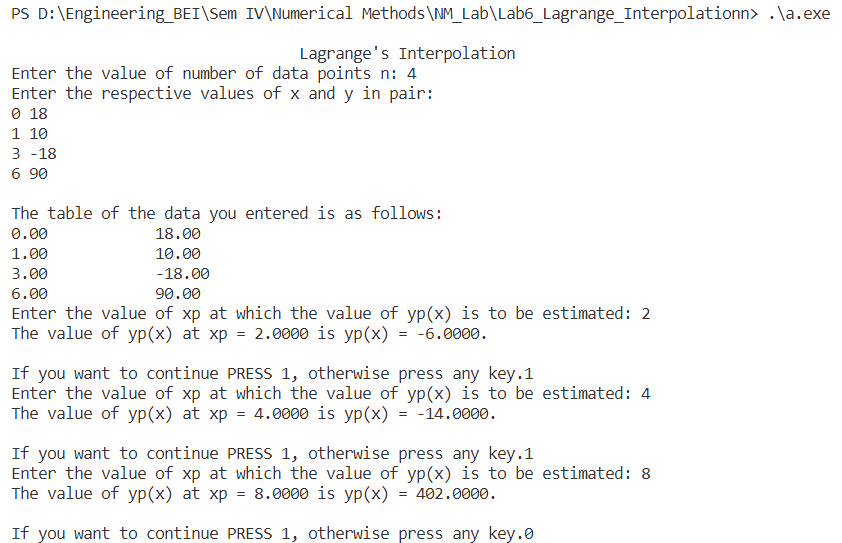 PS D:\Engineering_BEI\Sem IV\Numerical Methods\NM_Lab\Lab6_Lagrange_Interpolationn> .\a.exe
Lagrange's Interpolation
Enter the value of number of data points n: 4
Enter the respective values of x and y in pair:
0 18
1 10
3 -18
6 90
The table of the data you entered is as follows:
0.00 18.00
1.00 10.00
3.00 -18.00
6.00 90.00
Enter the value of xp at which the value of yp(x) is to be estimated: 2
The value of yp(x) at xp = 2.0000 is yp(x) = -6.0000.
If you want to continue PRESS 1, otherwise press any key.1
Enter the value of xp at which the value of yp(x) is to be estimated: 4
The value of yp(x) at xp = 4.0000 is yp(x) = -14.0000.
If you want to continue PRESS 1, otherwise press any key.1
Enter the value of xp at which the value of yp(x) is to be estimated: 8
The value of yp(x) at xp = 8.0000 is yp(x) = 402.0000.
If you want to continue PRESS 1, otherwise press any key.0